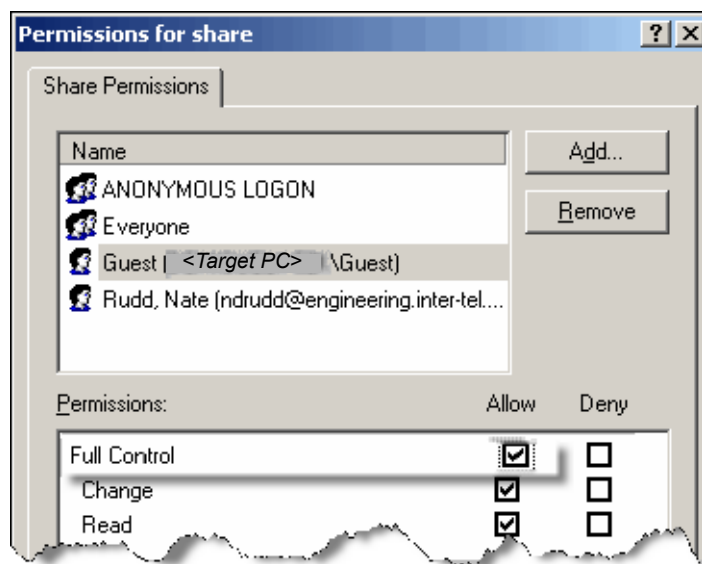 Permissions for share
Share Permissions
Name
ANONYMOUS LOGON
Everyone
Guest ( <Target PC> \Guest)
Rudd, Nate (ndrudd@engineering.inter-tel....
Add...
Remove
Permissions: Allow Deny
Full Control
Change
Read